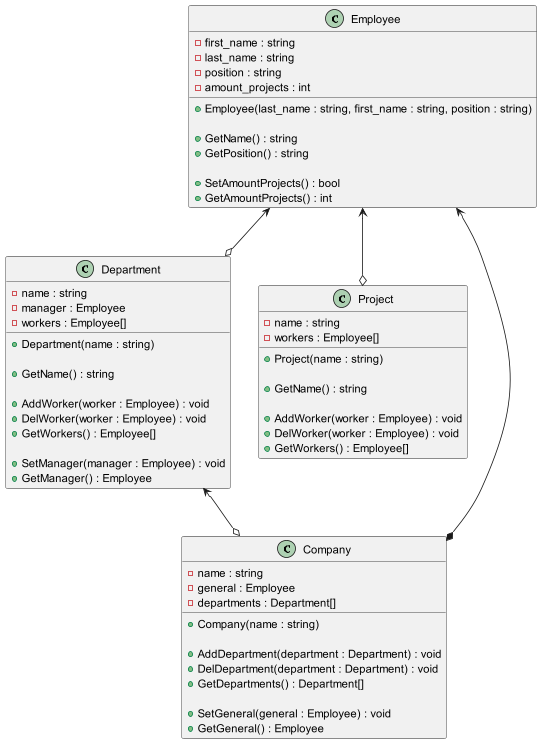 C Employee
first_name : string
last_name : string
position : string
amount_projects : int
Employee(last_name : string, first_name : string, position : string)
GetName() : string
GetPosition() : string
SetAmountProjects() : bool
GetAmountProjects() : int
C Department
name : string
manager : Employee
workers : Employee[]
Department(name : string)
GetName() : string
AddWorker(worker : Employee) : void
DelWorker(worker : Employee) : void
GetWorkers() : Employee[]
SetManager(manager : Employee) : void
GetManager() : Employee
C Project
name : string
workers : Employee[]
Project(name : string)
GetName() : string
AddWorker(worker : Employee) : void
DelWorker(worker : Employee) : void
GetWorkers() : Employee[]
C Company
name : string
general : Employee
departments : Department[]
Company(name : string)
AddDepartment(department : Department) : void
DelDepartment(department : Department) : void
GetDepartments() : Department[]
SetGeneral(general : Employee) : void
GetGeneral() : Employee